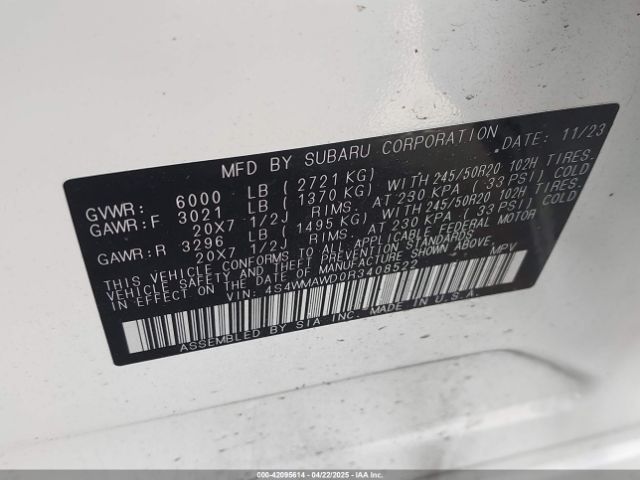 MFD BY SUBARU CORPORATION DATE: 11/23
GVWR: 6000 LB (2721 KG)
GAWR:F 3021 LB (1370 KG) WITH 245/50R20 102H TIRES.
20X7 1/2J RIMS. AT 230 KPA (33 PSI) COLD
GAWR:R 3296 LB (1495 KG) WITH 245/50R20 102H TIRES.
20X7 1/2J RIMS. AT 230 KPA (33 PSI) COLD
THIS VEHICLE CONFORMS TO ALL APPLICABLE FEDERAL MOTOR
VEHICLE SAFETY STANDARDS IN EFFECT ON THE
DATE OF MANUFACTURE SHOWN ABOVE.
VIN: 4S4WMAWD0R3408522 MPV
ASSEMBLED BY SIA INC. MADE IN U.S.A.
000-42095614 - 04/22/2025 - IAA Inc.